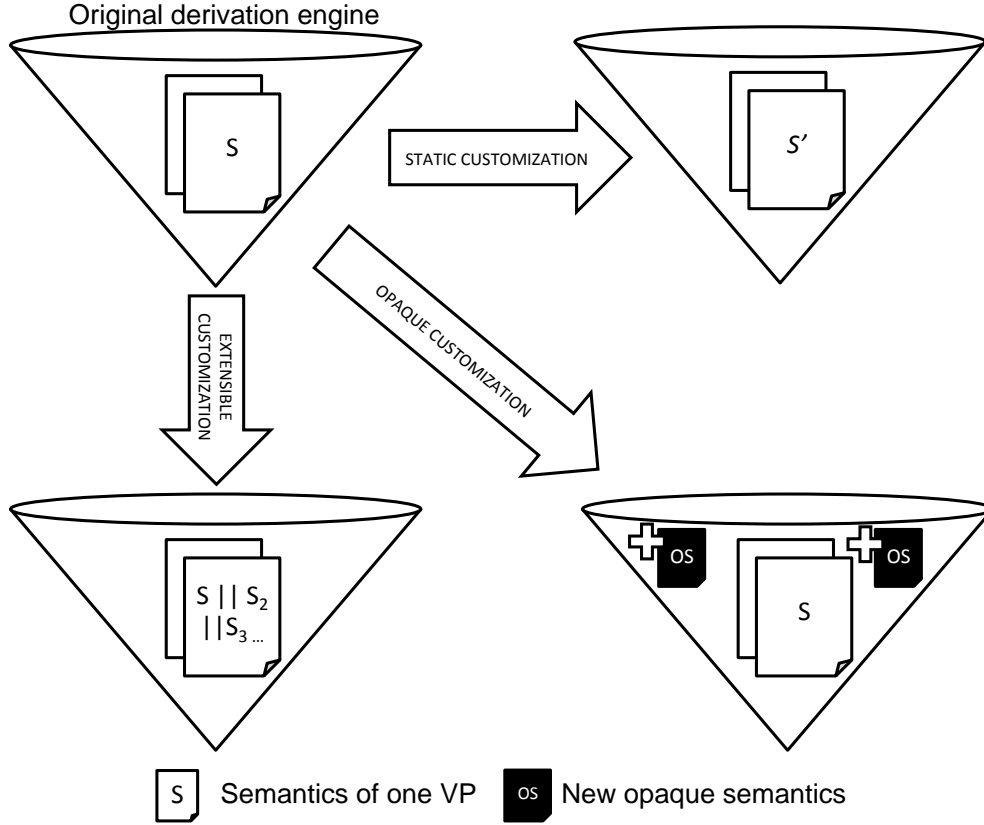 Original derivation engine
S
STATIC CUSTOMIZATION
S'
EXTENSIBLE
CUSTOMIZATION
OPAQUE CUSTOMIZATION
S || S2
||S3 ...
OS
S
OS
S
Semantics of one VP
OS
New opaque semantics